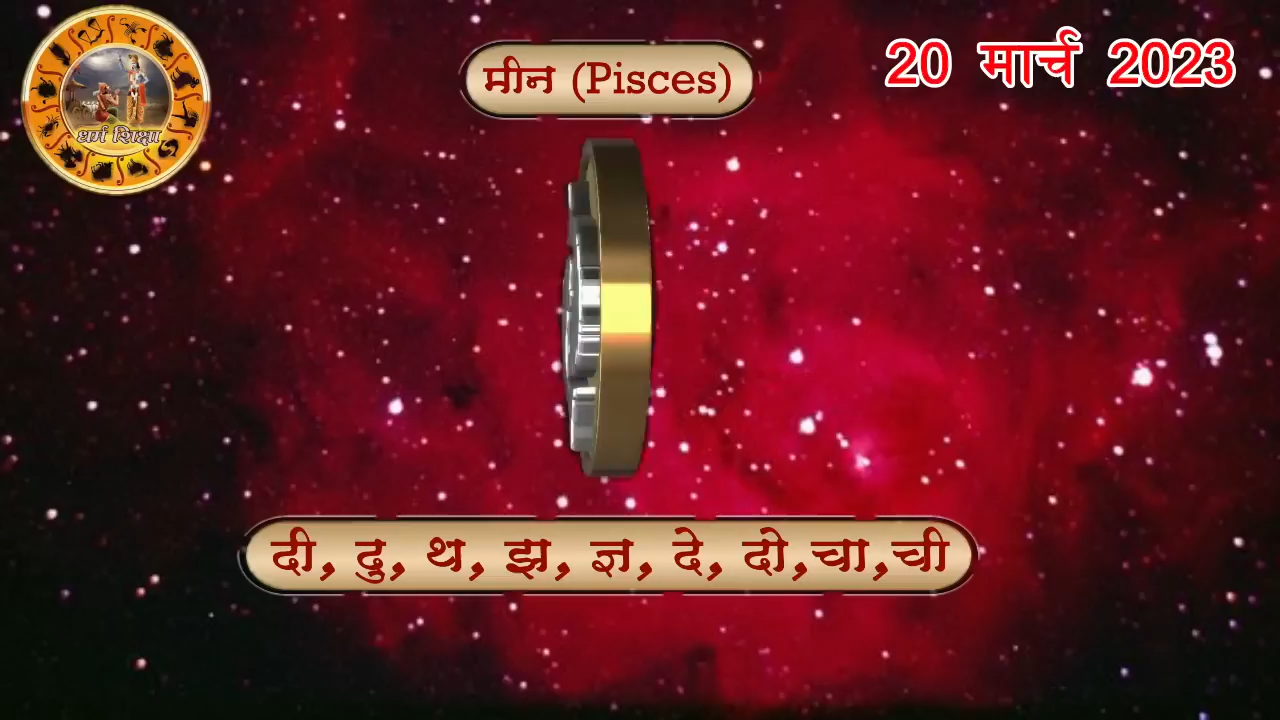 धर्म शिक्षा
मीन (Pisces)
20 मार्च 2023
दी, दु, थ, झ, ज्ञ, दे, दो,चा,ची